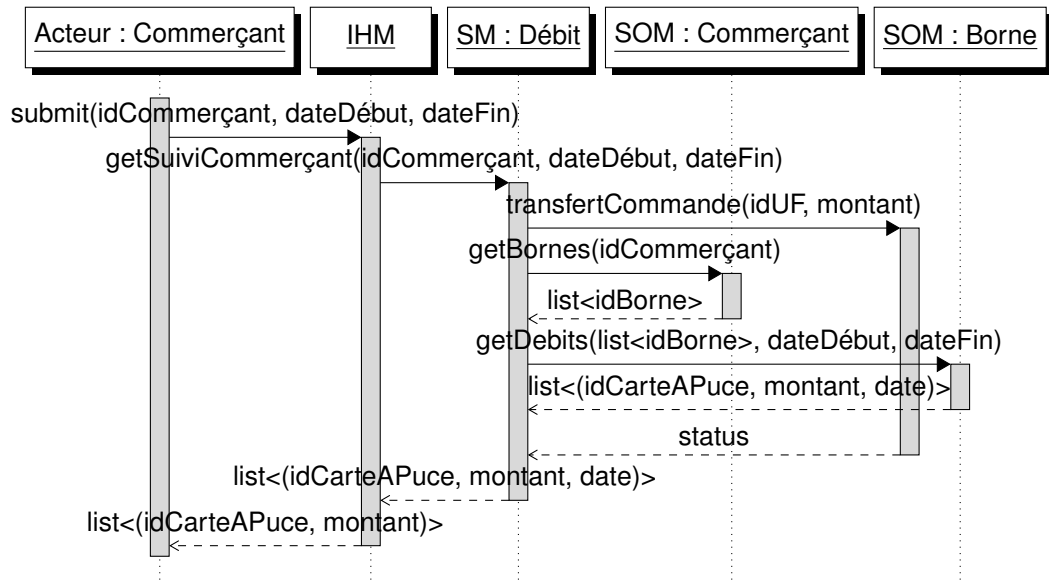 Acteur : Commerçant
IHM
SM : Débit
SOM : Commerçant
SOM : Borne
submit(idCommerçant, dateDébut, dateFin)
getSuiviCommerçant(idCommerçant, dateDébut, dateFin)
transfertCommande(idUF, montant)
getBornes(idCommerçant)
list<idBorne>
getDebits(list<idBorne>, dateDébut, dateFin)
list<(idCarteAPuce, montant, date)>
status
list<(idCarteAPuce, montant, date)>
list<(idCarteAPuce, montant)>